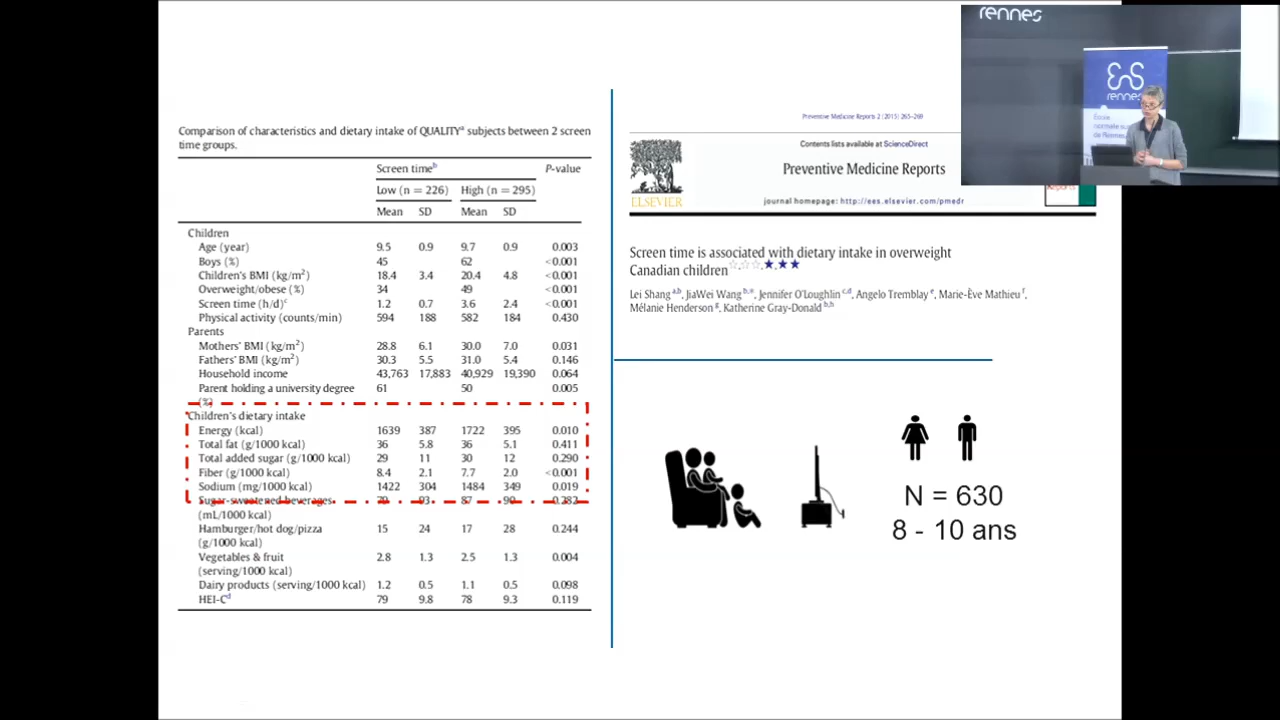 Comparison of characteristics and dietary intake of QUALITYa subjects between 2 screen
time groups.
Screen timeb P-value
Low (n = 226) High (n = 295)
Mean SD Mean SD
Children
Age (year) 9.5 0.9 9.7 0.9 0.003
Boys (%) 45 62 <0.001
Children's BMI (kg/m2) 18.4 3.4 20.4 4.8 <0.001
Overweight/obese (%) 34 49 <0.001
Screen time (h/d)c 1.2 0.7 3.6 2.4 <0.001
Physical activity (counts/min) 594 188 582 184 0.430
Parents
Mothers' BMI (kg/m2) 28.8 6.1 30.0 7.0 0.031
Fathers' BMI (kg/m2) 30.3 5.5 31.0 5.4 0.146
Household income 43,763 17,883 40,929 19,390 0.064
Parent holding a university degree 61 50 0.005
(%)
Children's dietary intake
Energy (kcal) 1639 387 1722 395 0.010
Total fat (g/1000 kcal) 36 5.8 36 5.1 0.411
Total added sugar (g/1000 kcal) 29 11 30 12 0.290
Fiber (g/1000 kcal) 8.4 2.1 7.7 2.0 <0.001
Sodium (mg/1000 kcal) 1422 304 1484 349 0.019
Sugar-sweetened beverages 79 93 87 90 0.282
(mL/1000 kcal)
Hamburger/hot dog/pizza 15 24 17 28 0.244
(g/1000 kcal)
Vegetables & fruit 2.8 1.3 2.5 1.3 0.004
(serving/1000 kcal)
Dairy products (serving/1000 kcal) 1.2 0.5 1.1 0.5 0.098
HEI-Cd 79 9.8 78 9.3 0.119
Preventive Medicine Reports 2 (2015) 265–269
Contents lists available at ScienceDirect
Preventive Medicine Reports
journal homepage: http://ees.elsevier.com/pmedr
ELSEVIER
Reports
Screen time is associated with dietary intake in overweight
Canadian children☆☆☆★★★
Lei Shang a,b, JiaWei Wang b,*, Jennifer O'Loughlin c,d, Angelo Tremblay e, Marie-Ève Mathieu f,
Mélanie Henderson g, Katherine Gray-Donald b,h
N = 630
8 - 10 ans
rennes
ENS
rennes
École
normale su
de Rennes